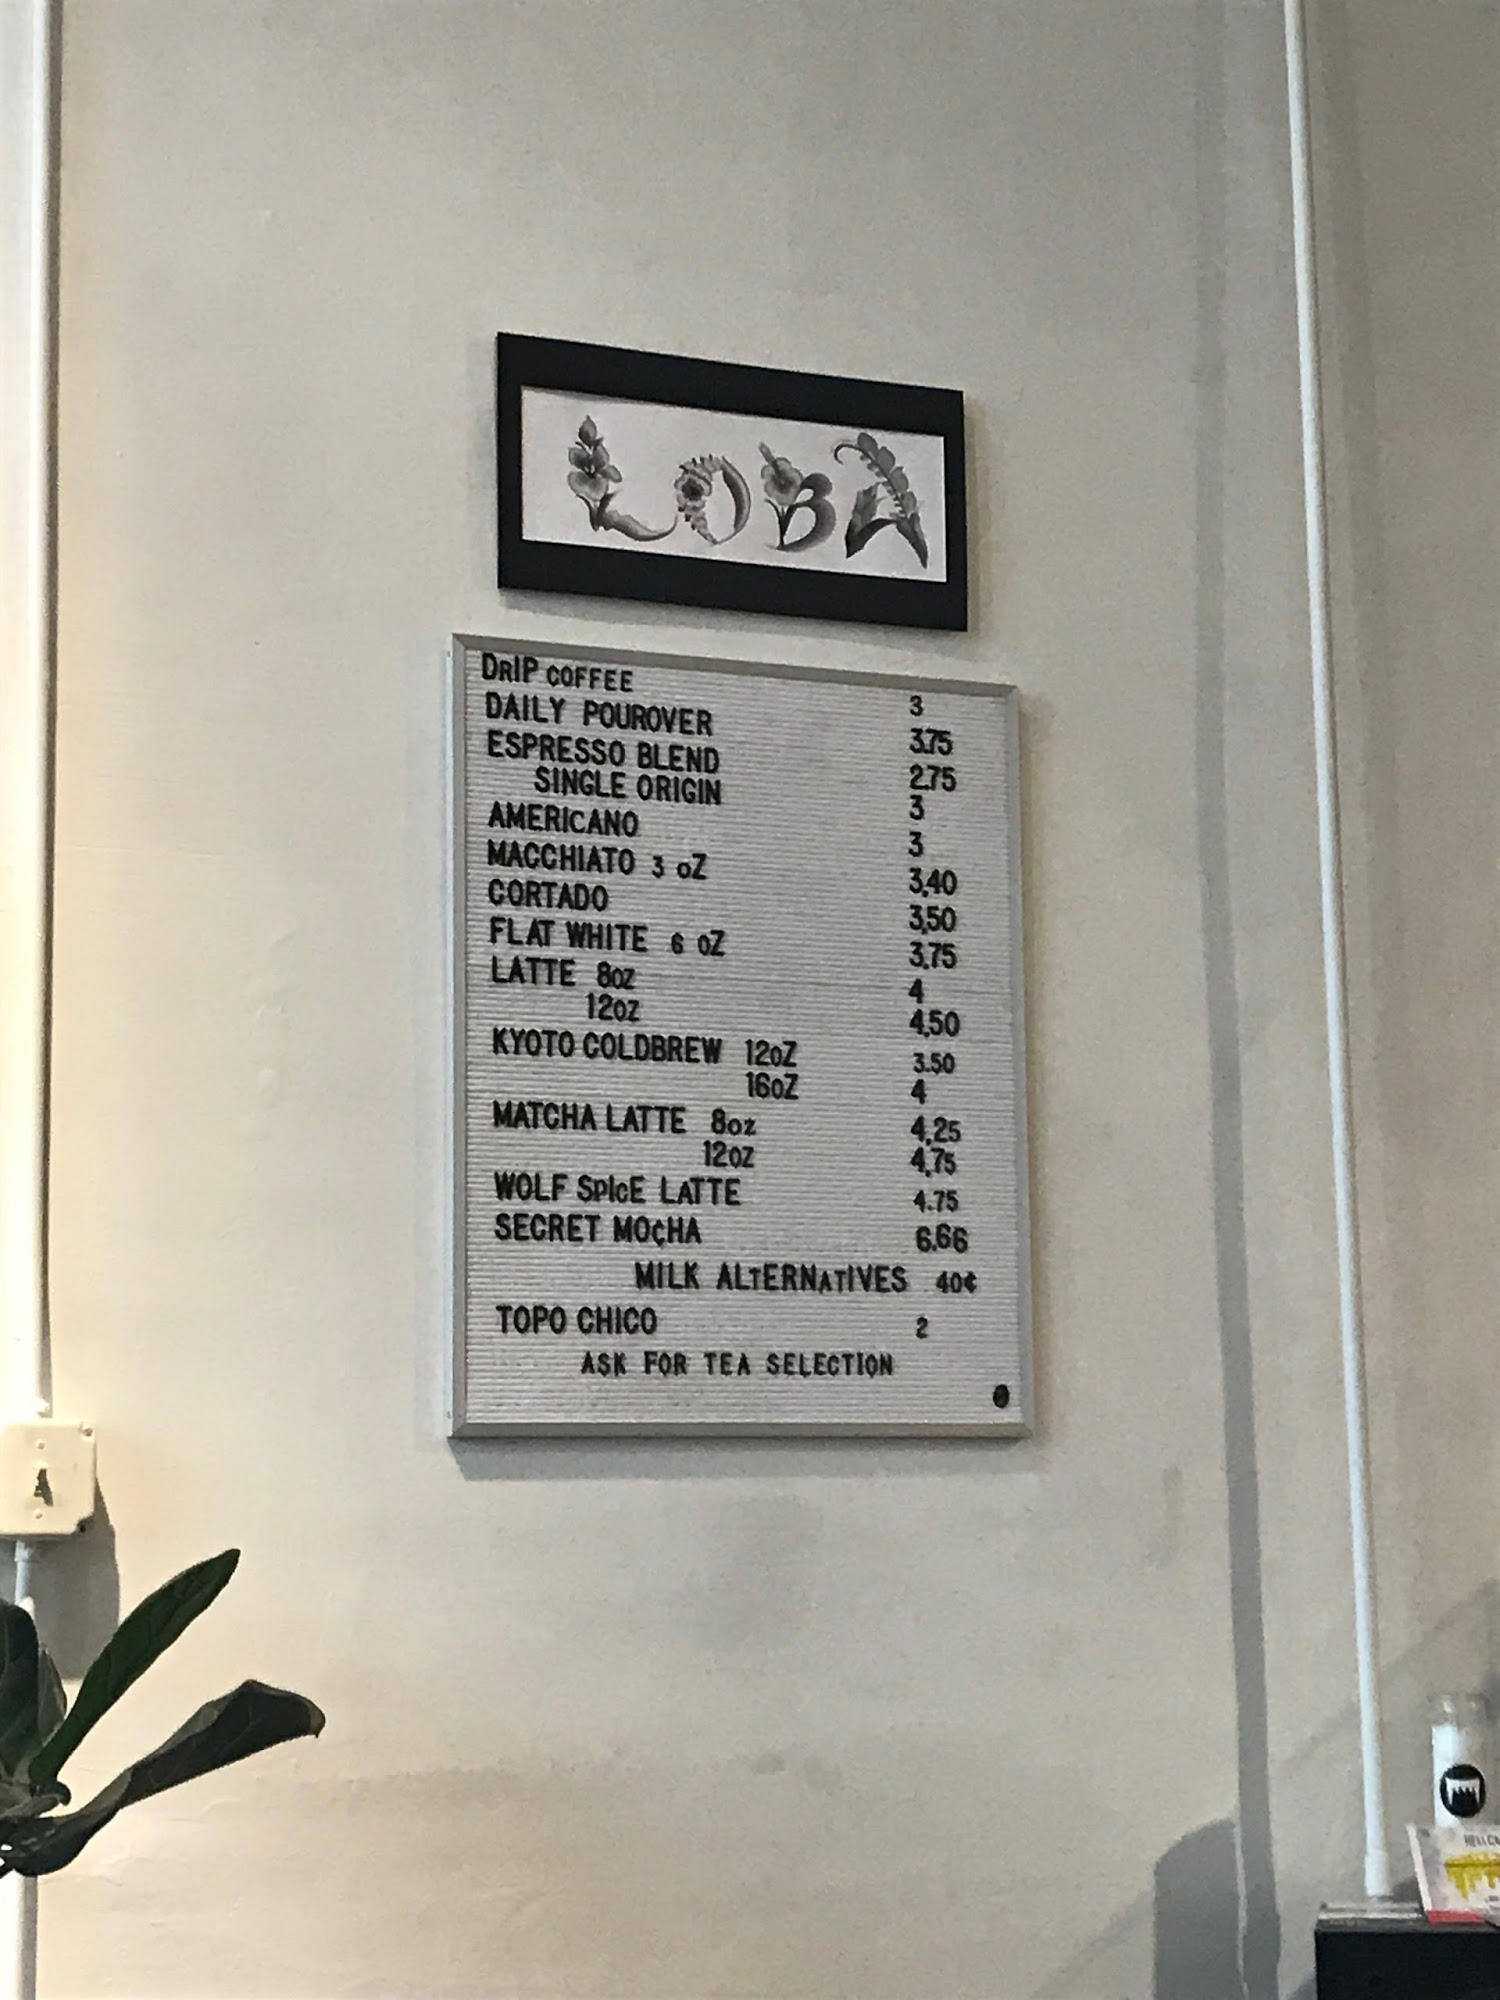 LOBA
DrIP COFFEE 3
DAILY POUROVER 3.75
ESPRESSO BLEND 2.75
SINGLE ORIGIN 3
AMERICANO 3
MACCHIATO 3 oZ 3,40
CORTADO 3,50
FLAT WHITE 6 oZ 3,75
LATTE 8oz 4
12oZ 4,50
KYOTO COLDBREW 12oZ 3.50
16oZ 4
MATCHA LATTE 8oz 4,25
12oZ 4,75
WOLF SPIcE LATTE 4.75
SECRET MO¢HA 6.66
MILK ALTERNATIVES 40¢
TOPO CHICO 2
ASK FOR TEA SELECTION